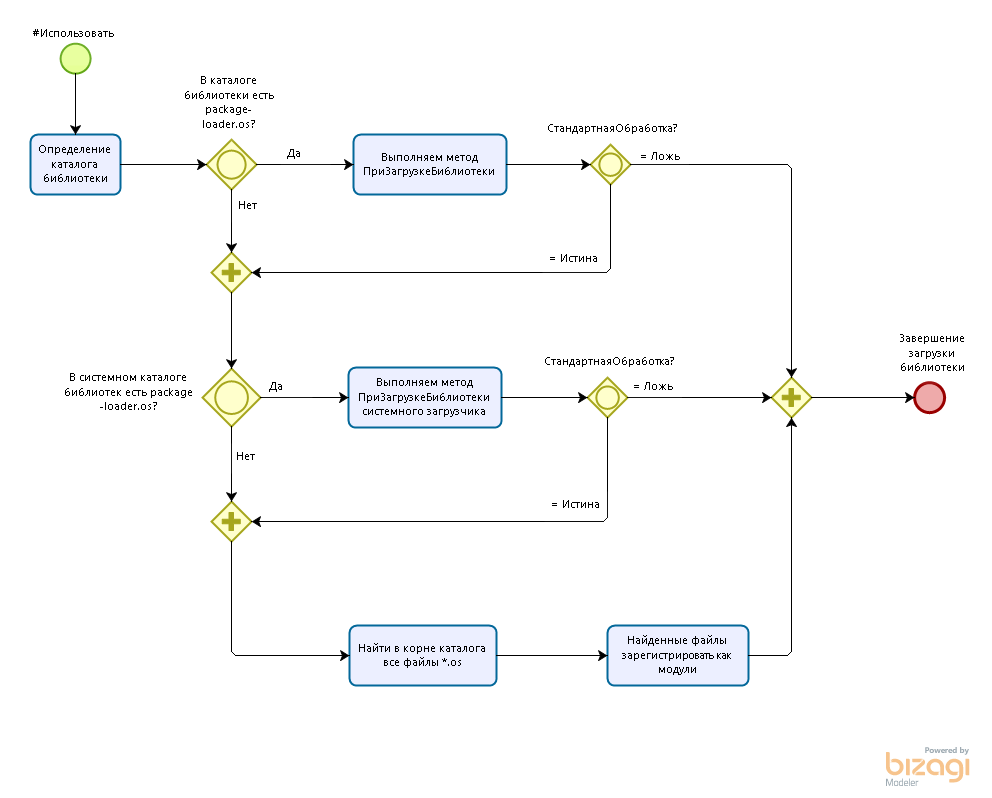 #Использовать
Определение
каталога
библиотеки
В каталоге
библиотеки есть
package-
loader.os?
Да
Нет
Выполняем метод
ПриЗагрузкеБиблиотеки
СтандартнаяОбработка?
= Ложь
= Истина
В системном каталоге
библиотек есть package
-loader.os?
Да
Нет
Выполняем метод
ПриЗагрузкеБиблиотеки
системного загрузчика
СтандартнаяОбработка?
= Ложь
= Истина
Завершение
загрузки
библиотеки
Найти в корне каталога
все файлы *.os
Найденные файлы
зарегистрировать как
модули
Powered by
bizagi
Modeler